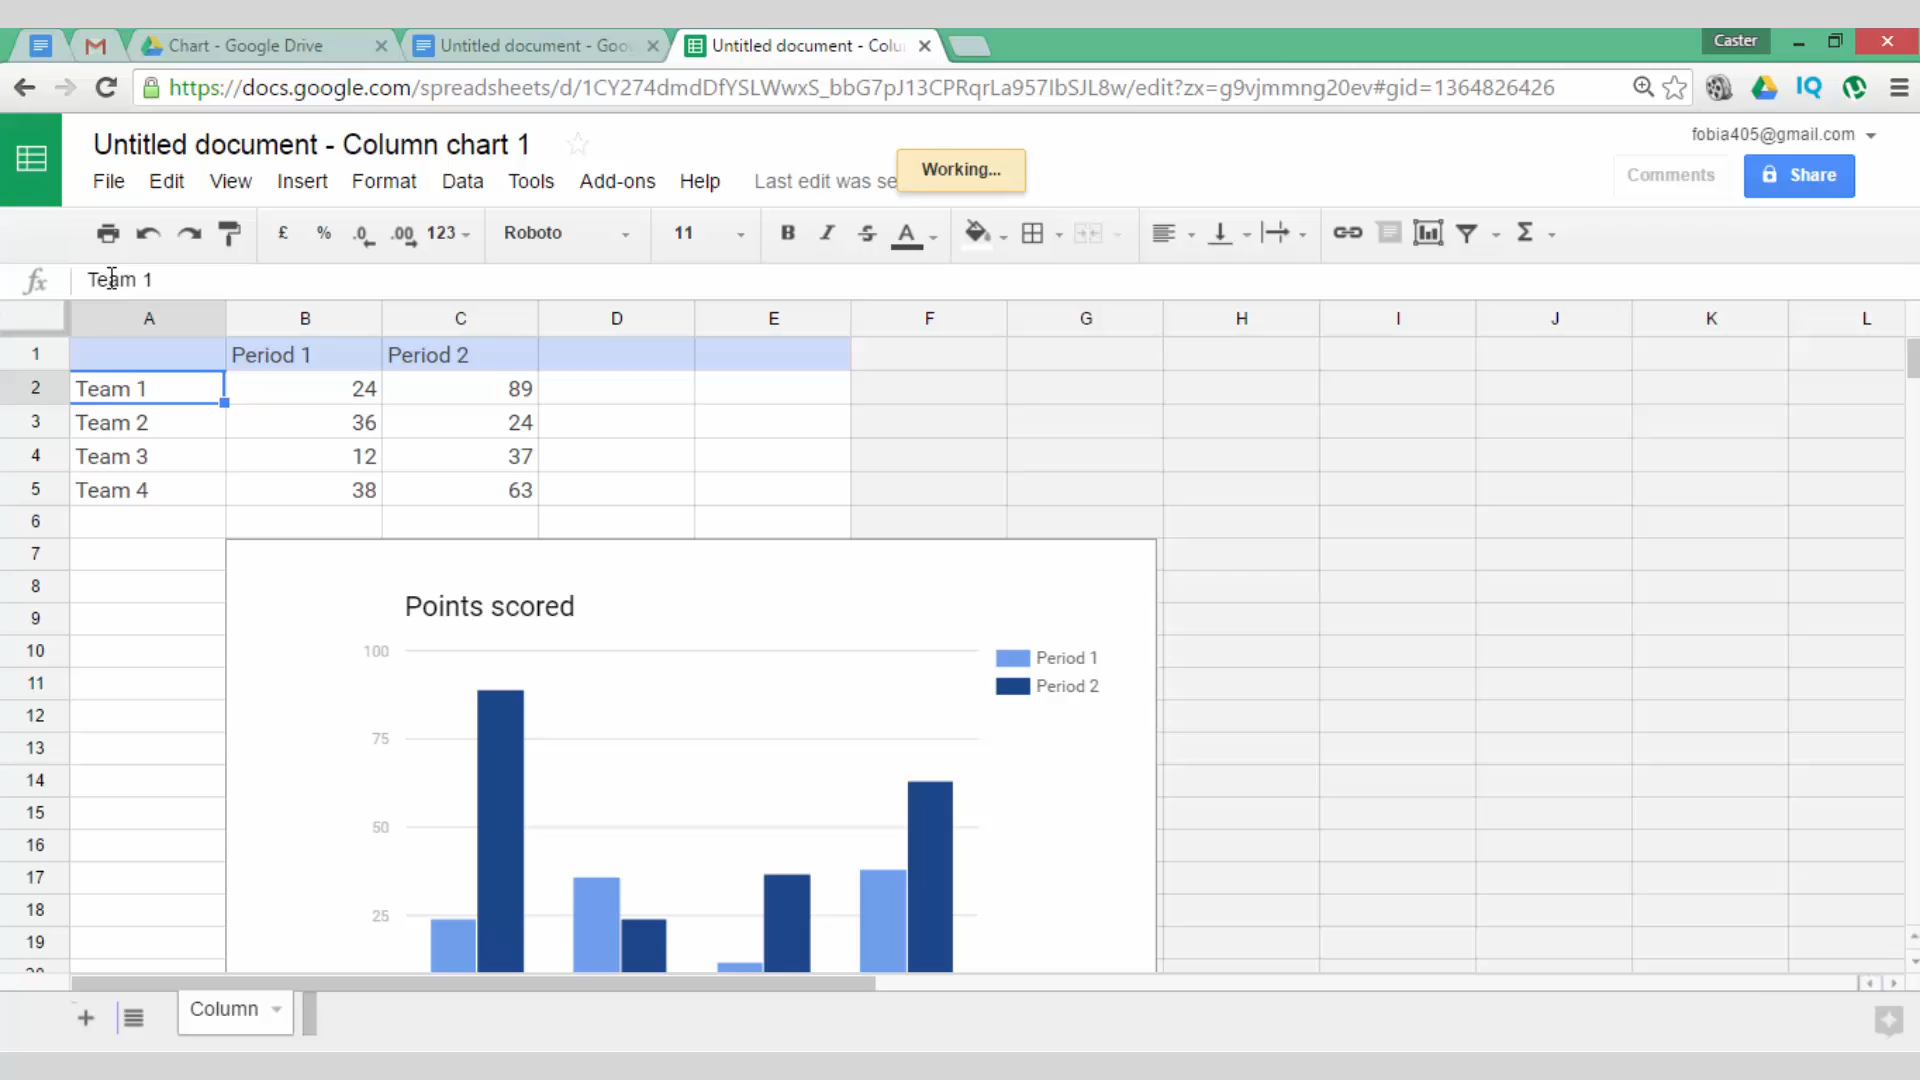 Chart - Google Drive
Untitled document - Goo
Untitled document - Colu
Caster
https://docs.google.com/spreadsheets/d/1CY274dmdDfYSLWwxS_bbG7pJ13CPRqrLa957IbSJL8w/edit?zx=g9vjmmng20ev#gid=1364826426
IQ
Untitled document - Column chart 1
fobia405@gmail.com
File Edit View Insert Format Data Tools Add-ons Help Last edit was se
Working...
Comments
Share
£ % .0 .00 123 Roboto 11 B I S A Σ
fx Team 1
A B C D E F G H I J K L
1 Period 1 Period 2
2 Team 1 24 89
3 Team 2 36 24
4 Team 3 12 37
5 Team 4 38 63
6
7
8
9
10
11
12
13
14
15
16
17
18
19
Points scored
100
75
50
25
Period 1
Period 2
+ Column